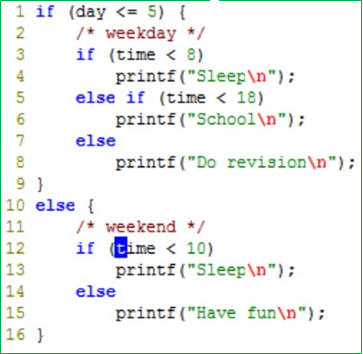 1 if (day <= 5) {
2     /* weekday */
3     if (time < 8)
4         printf("Sleep\n");
5     else if (time < 18)
6         printf("School\n");
7     else
8         printf("Do revision\n");
9 }
10 else {
11     /* weekend */
12     if (time < 10)
13         printf("Sleep\n");
14     else
15         printf("Have fun\n");
16 }